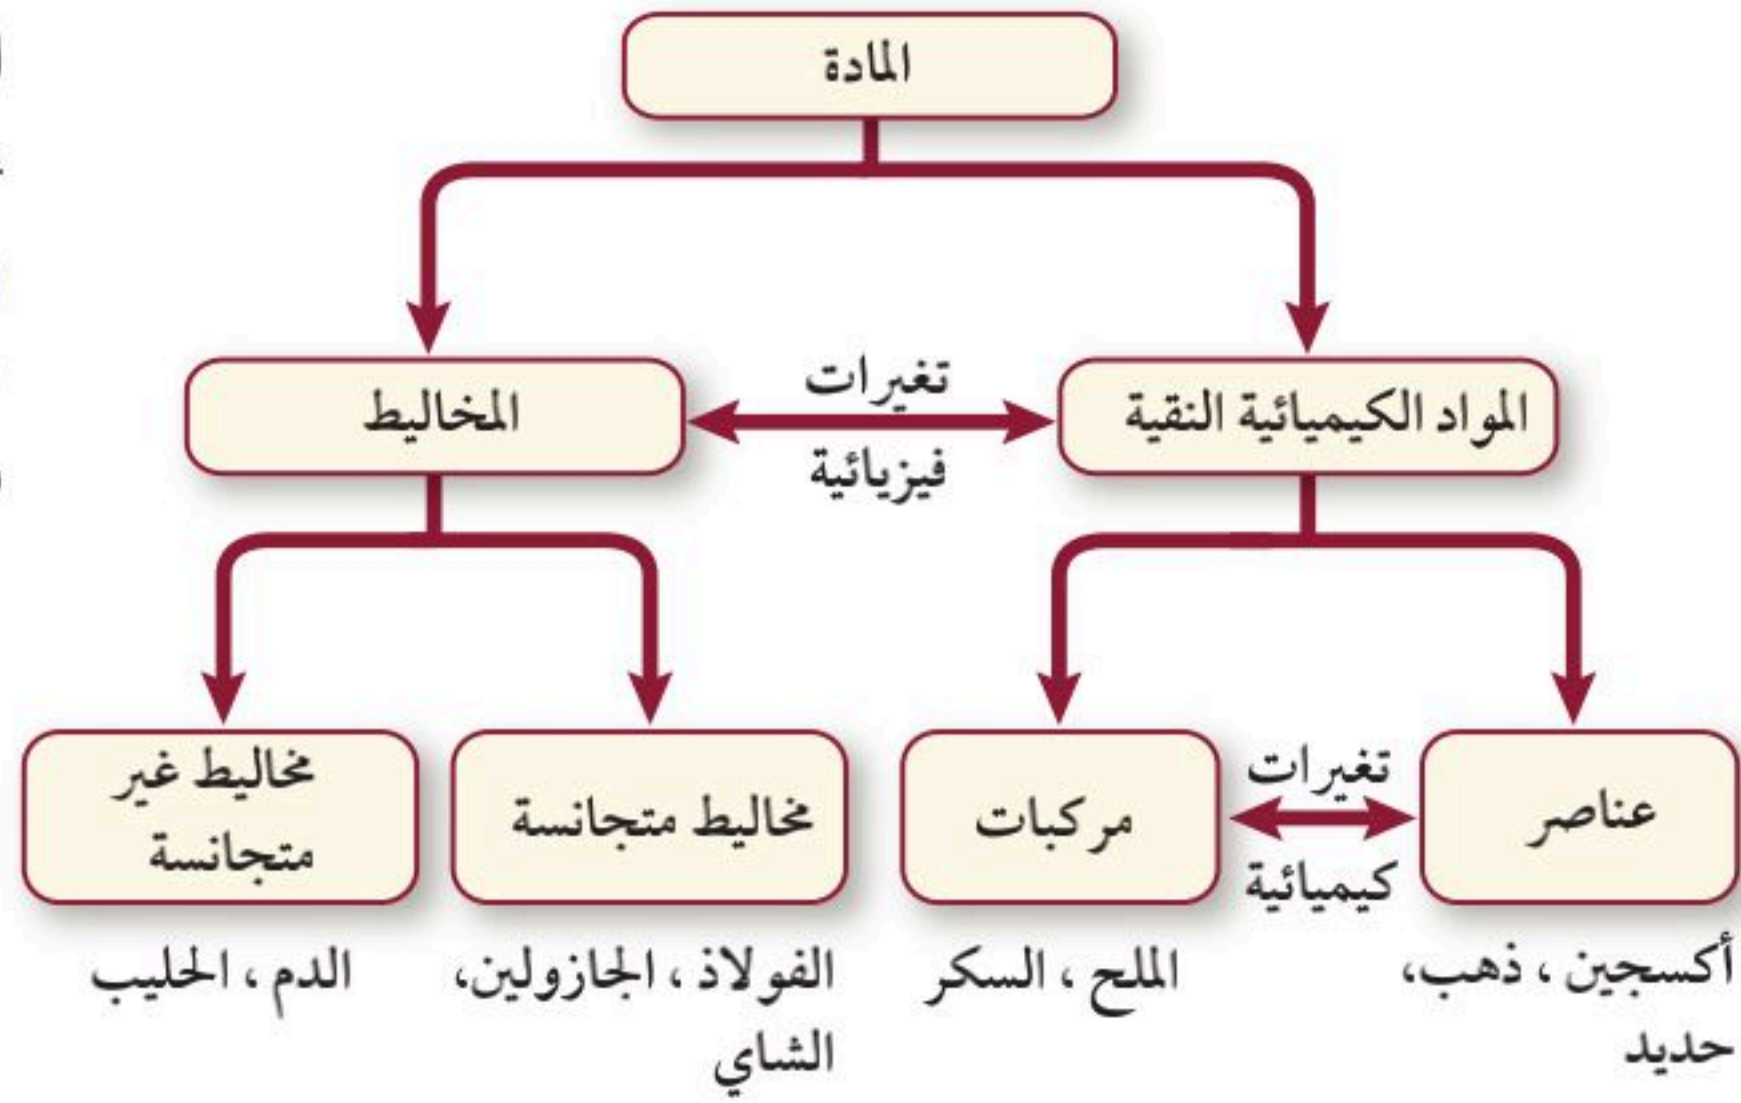 المادة
المواد الكيميائية النقية
تغيرات
فيزيائية
المخاليط
عناصر
تغيرات
كيميائية
مركبات
مخاليط متجانسة
مخاليط غير
متجانسة
أكسجين ، ذهب،
حديد
الملح ، السكر
الفولاذ ، الجازولين،
الشاي
الدم ، الحليب